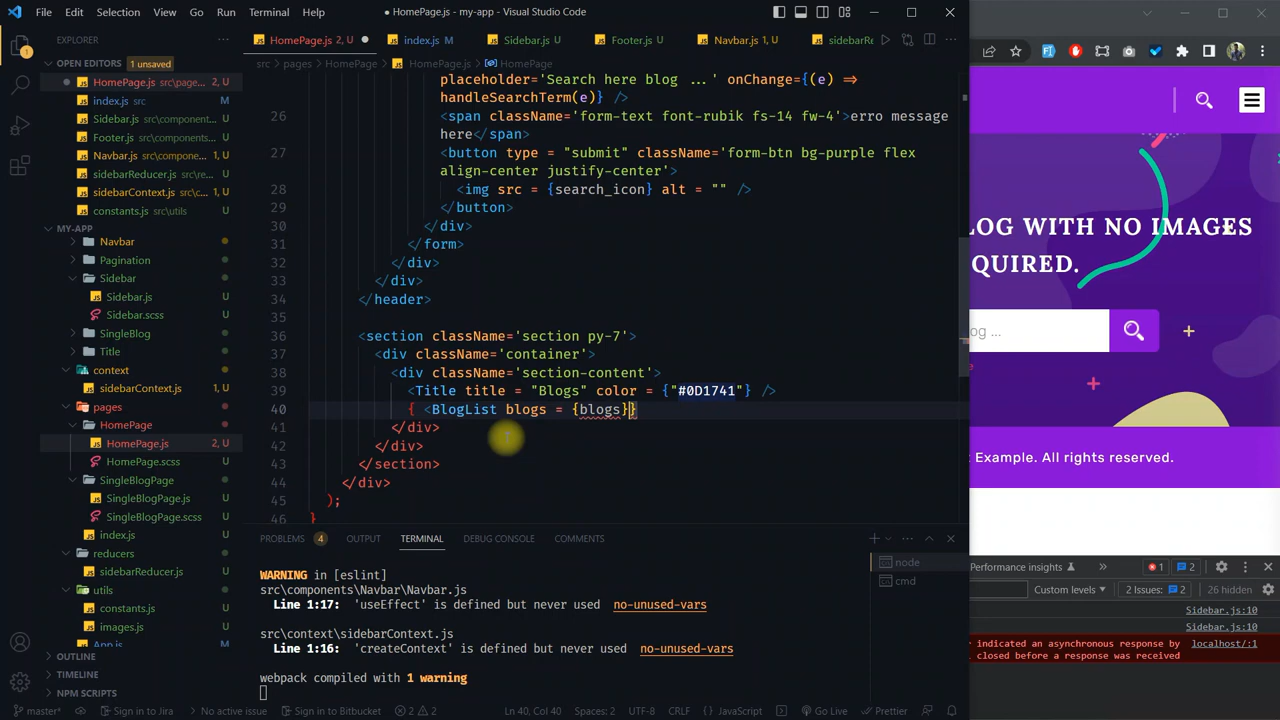 File Edit Selection View Go Run Terminal Help
● HomePage.js - my-app - Visual Studio Code
EXPLORER
OPEN EDITORS 1 unsaved
HomePage.js src\page... 2, U
index.js src M
Sidebar.js src\component... U
Footer.js src\component... U
Navbar.js src\compone... 1, U
sidebarReducer.js src\re... U
sidebarContext.js src\c... 1, U
constants.js src\utils U
MY-APP
Navbar
Pagination
Sidebar
Sidebar.js U
Sidebar.scss U
SingleBlog
Title
context
sidebarContext.js 1, U
pages
HomePage
HomePage.js 2, U
HomePage.scss U
SingleBlogPage
SingleBlogPage.js U
SingleBlogPage.scss U
index.js U
reducers
sidebarReducer.js U
utils
constants.js U
images.js U
App.js U
OUTLINE
TIMELINE
NPM SCRIPTS
HomePage.js 2, U
index.js M
Sidebar.js U
Footer.js U
Navbar.js 1, U
sidebarRe
src > pages > HomePage > HomePage.js > HomePage
placeholder='Search here blog ...' onChange={(e) =>
handleSearchTerm(e)} />
26 <span className='form-text font-rubik fs-14 fw-4'>erro message
here</span>
27 <button type = "submit" className='form-btn bg-purple flex
align-center justify-center'>
28 <img src = {search_icon} alt = "" />
29 </button>
30 </div>
31 </form>
32 </div>
33 </div>
34 </header>
35
36 <section className='section py-7'>
37 <div className='container'>
38 <div className='section-content'>
39 <Title title = "Blogs" color = {"#0D1741"} />
40 { <BlogList blogs = {blogs}}
41 </div>
42 </div>
43 </section>
44 </div>
45 );
46 }
PROBLEMS 4 OUTPUT TERMINAL DEBUG CONSOLE COMMENTS
node
cmd
WARNING in [eslint]
src\components\Navbar\Navbar.js
Line 1:17: 'useEffect' is defined but never used no-unused-vars
src\context\sidebarContext.js
Line 1:16: 'createContext' is defined but never used no-unused-vars
webpack compiled with 1 warning
master* Sign in to Jira No active issue Sign in to Bitbucket 2 2 Ln 40, Col 40 Spaces: 2 UTF-8 CRLF JavaScript Go Live Prettier
LOG WITH NO IMAGES
QUIRED.
log ...
Example. All rights reserved.
Performance insights
Custom levels 2 Issues: 2 26 hidden
Sidebar.js:10
Sidebar.js:10
indicated an asynchronous response by localhost/:1
closed before a response was received